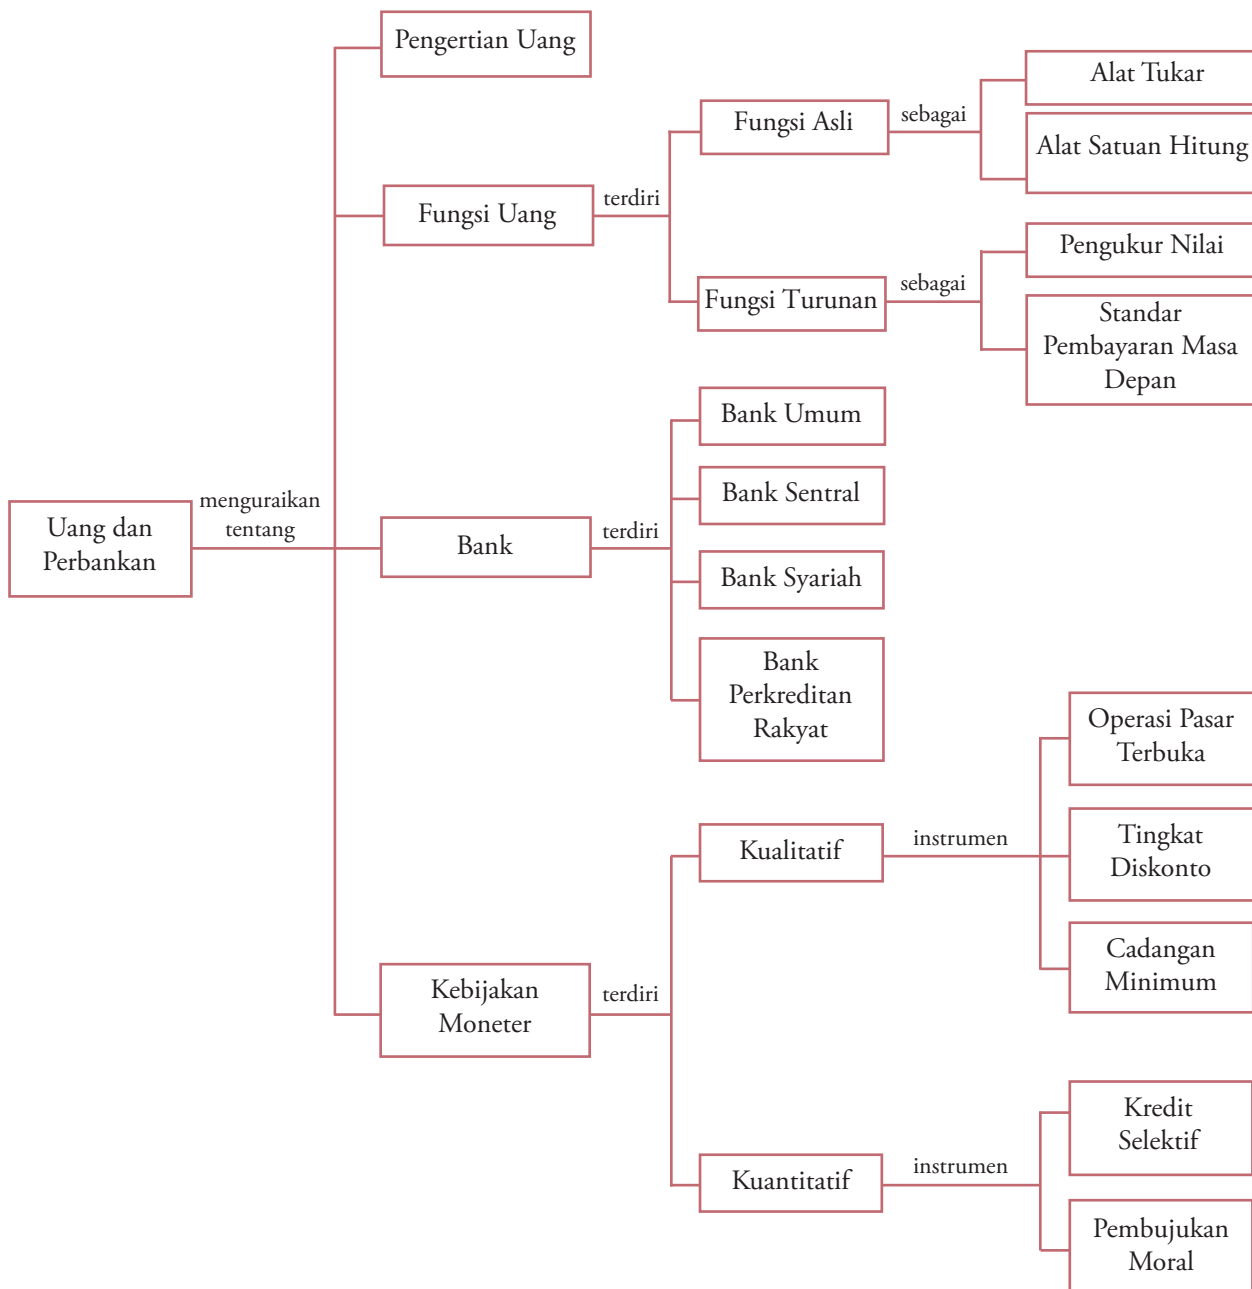 Pengertian Uang
Alat Tukar
Fungsi Asli
sebagai
Alat Satuan Hitung
Fungsi Uang
terdiri
Pengukur Nilai
Fungsi Turunan
sebagai
Standar
Pembayaran Masa
Depan
Bank Umum
Bank Sentral
Uang dan
Perbankan
menguraikan
tentang
Bank
terdiri
Bank Syariah
Bank
Perkreditan
Rakyat
Operasi Pasar
Terbuka
Kualitatif
instrumen
Tingkat
Diskonto
Cadangan
Minimum
Kebijakan
Moneter
terdiri
Kredit
Selektif
Kuantitatif
instrumen
Pembujukan
Moral